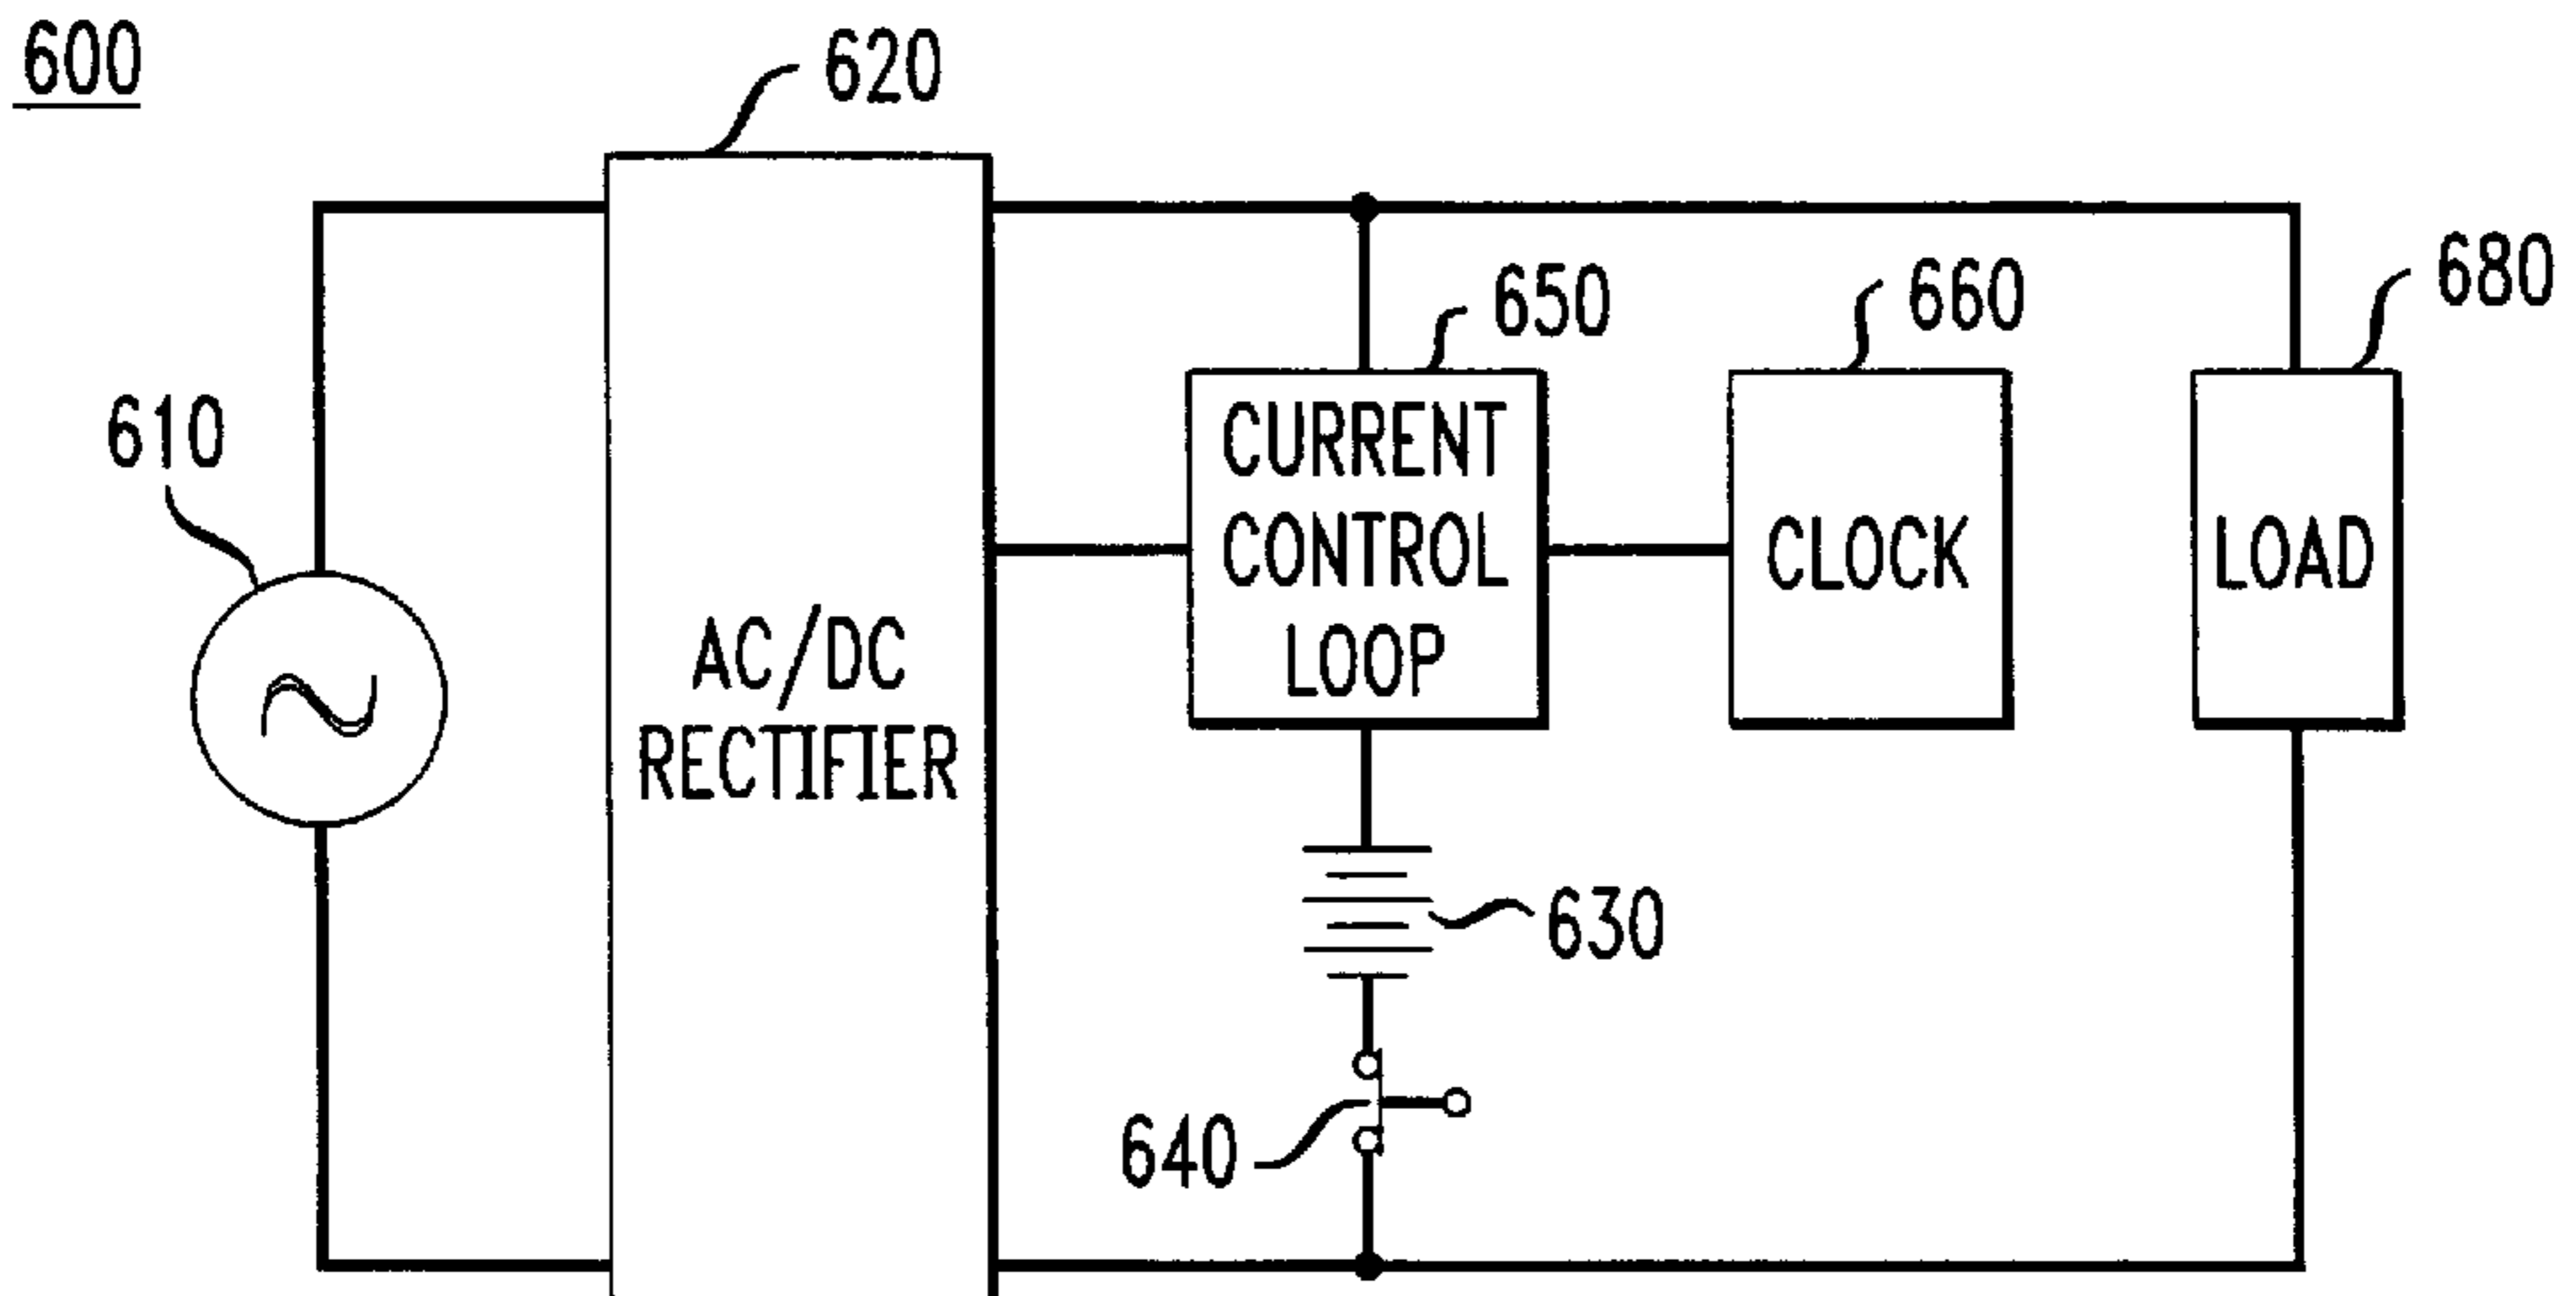 600
620
610
650
660
680
AC/DC
RECTIFIER
CURRENT
CONTROL
LOOP
CLOCK
LOAD
630
640